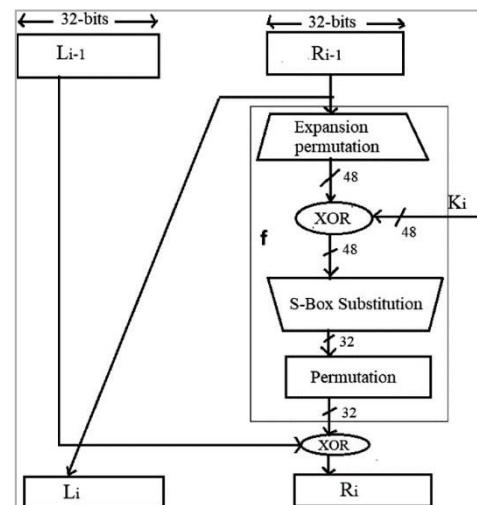 32-bits
32-bits
Li-1
Ri-1
Expansion
permutation
48
Ki
XOR
48
f
48
S-Box Substitution
32
Permutation
32
XOR
Li
Ri